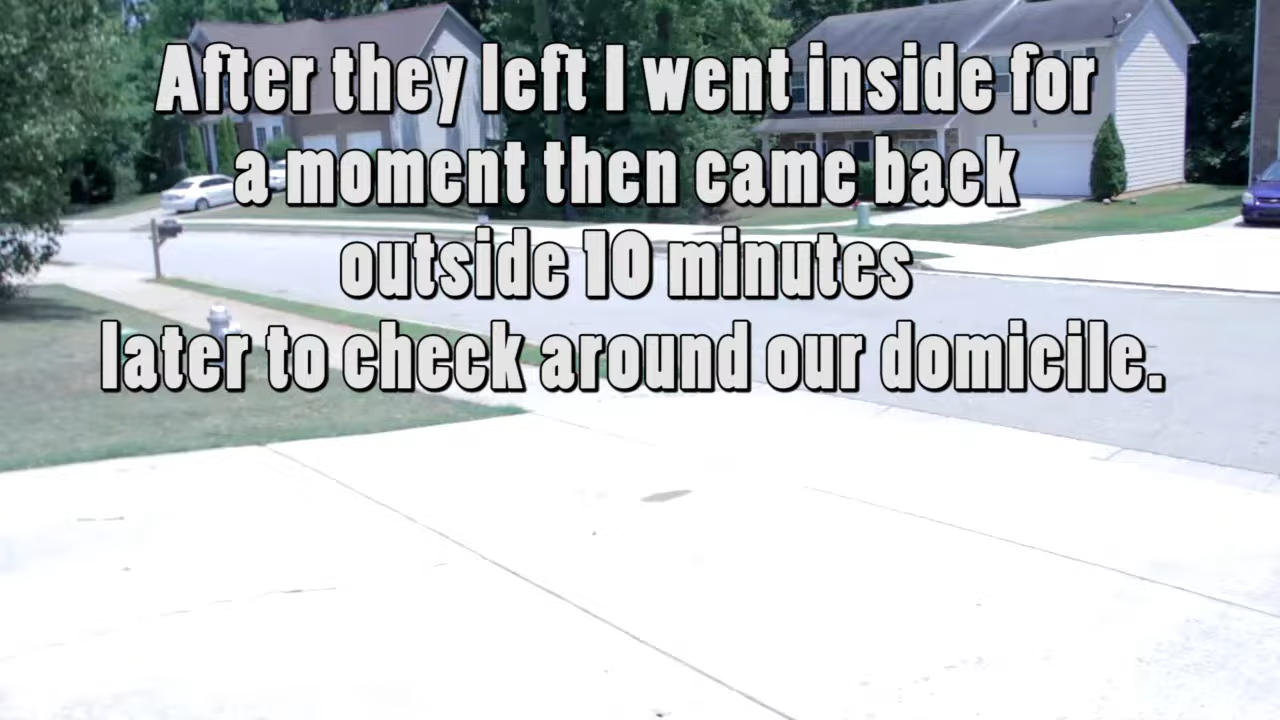 After they left I went inside for
a moment then came back
outside 10 minutes
later to check around our domicile.